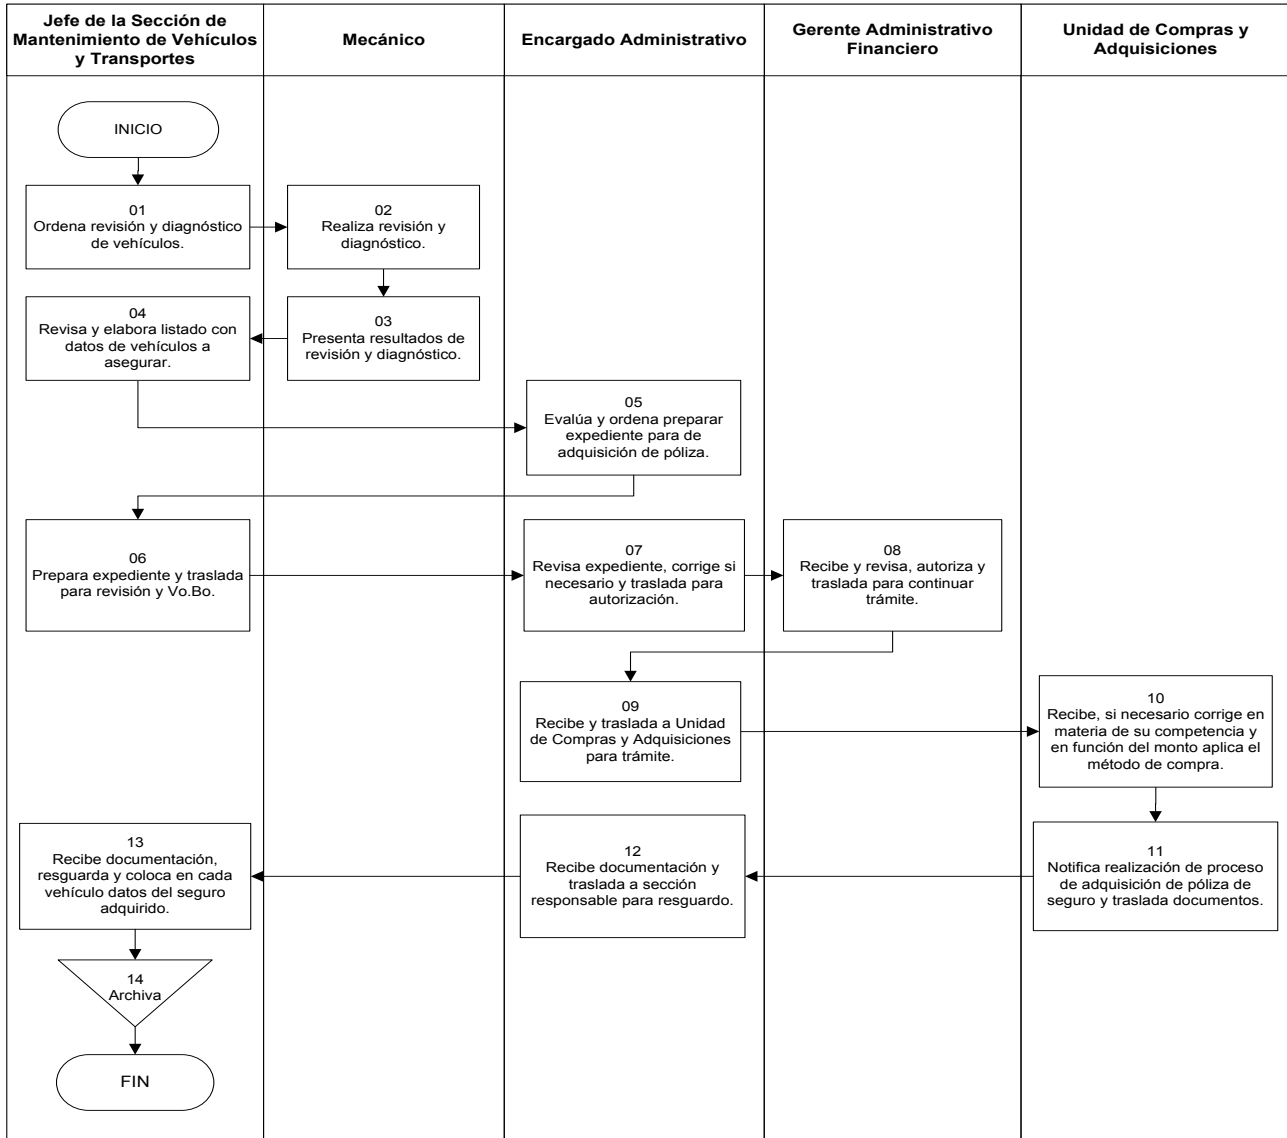 Jefe de la Sección de
Mantenimiento de Vehículos
y Transportes
Mecánico
Encargado Administrativo
Gerente Administrativo
Financiero
Unidad de Compras y
Adquisiciones
INICIO
01
Ordena revisión y diagnóstico
de vehículos.
02
Realiza revisión y
diagnóstico.
03
Presenta resultados de
revisión y diagnóstico.
04
Revisa y elabora listado con
datos de vehículos a
asegurar.
05
Evalúa y ordena preparar
expediente para de
adquisición de póliza.
06
Prepara expediente y traslada
para revisión y Vo.Bo.
07
Revisa expediente, corrige si
necesario y traslada para
autorización.
08
Recibe y revisa, autoriza y
traslada para continuar
trámite.
09
Recibe y traslada a Unidad
de Compras y Adquisiciones
para trámite.
10
Recibe, si necesario corrige en
materia de su competencia y
en función del monto aplica el
método de compra.
11
Notifica realización de proceso
de adquisición de póliza de
seguro y traslada documentos.
12
Recibe documentación y
traslada a sección
responsable para resguardo.
13
Recibe documentación,
resguarda y coloca en cada
vehículo datos del seguro
adquirido.
14
Archiva
FIN